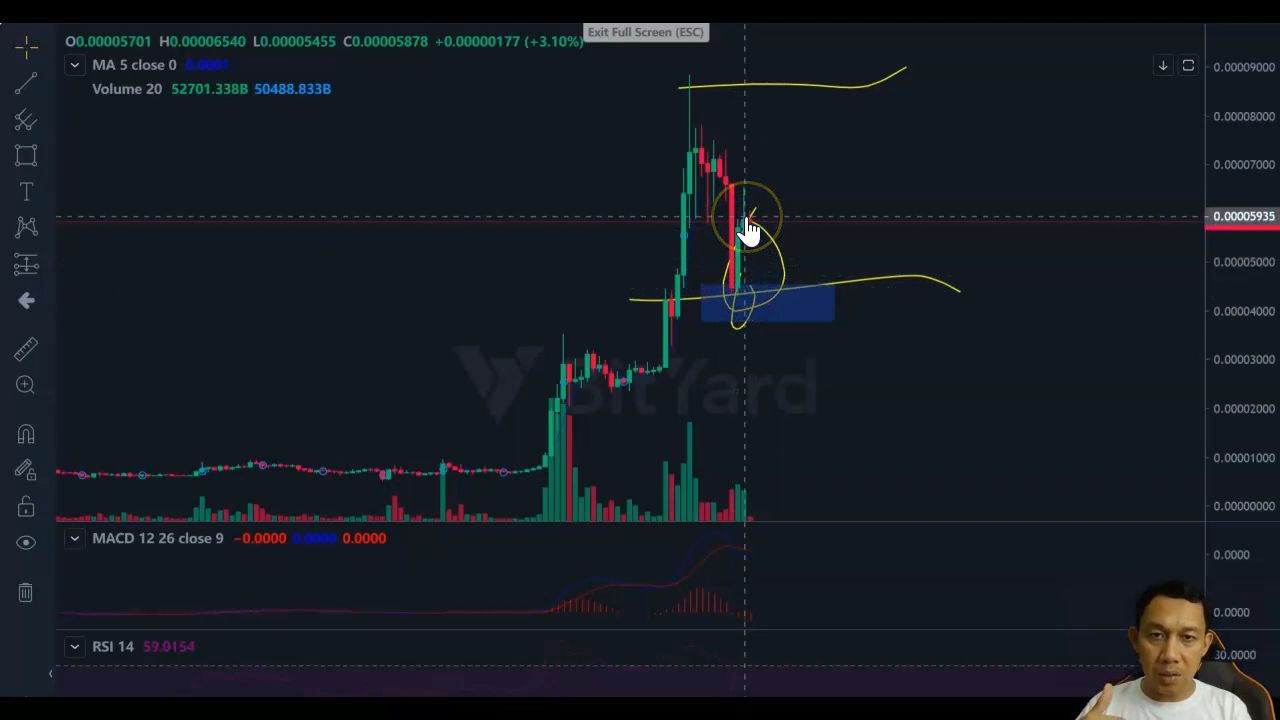 Exit Full Screen (ESC)
O0.00005701 H0.00006540 L0.00005455 C0.00005878 +0.00000177 (+3.10%)
MA 5 close 0 0.0001
Volume 20 52701.338B 50488.833B
0.00009000
0.00008000
0.00007000
0.00005935
0.00005000
0.00004000
0.00003000
0.00002000
0.00001000
0.00000000
BitYard
T
MACD 12 26 close 9 −0.0000 0.0000 0.0000
0.0000
0.0000
RSI 14 59.0154
30.0000